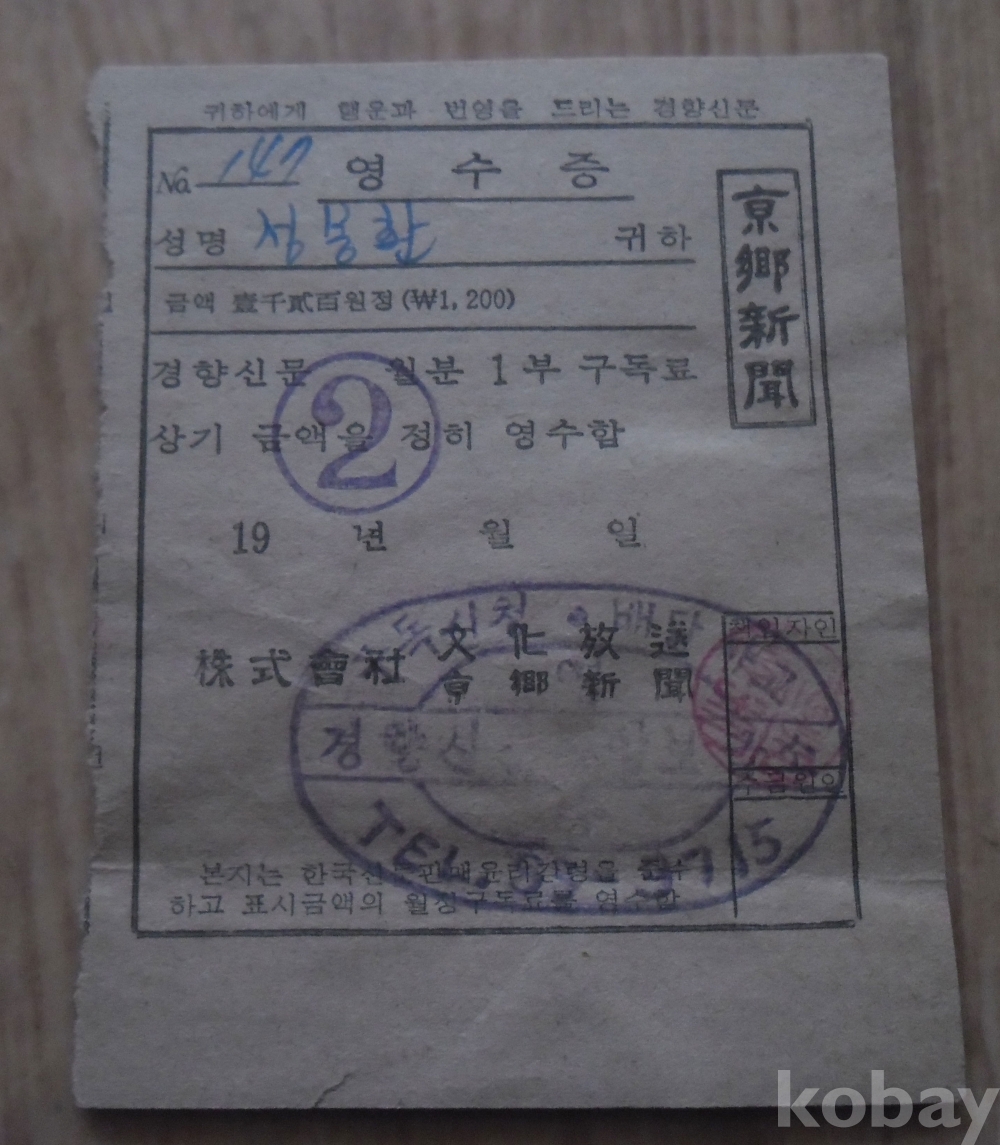 귀하에게 행운과 번영을 드리는 경향신문
No. 147 영수증
성명 성봉환 귀하
금액 壹千貳百원정(₩1,200)
京鄕新聞
경향신문 월분 1부 구독료
2
상기 금액을 정히 영수함
19 년 월 일
株式會社 文化放送
京鄕新聞
책임자인
수금원인
경향신
TEL. 715
본지는 한국신문판매윤리강령을 준수
하고 표시금액의 월정구독료를 영수함
kobay